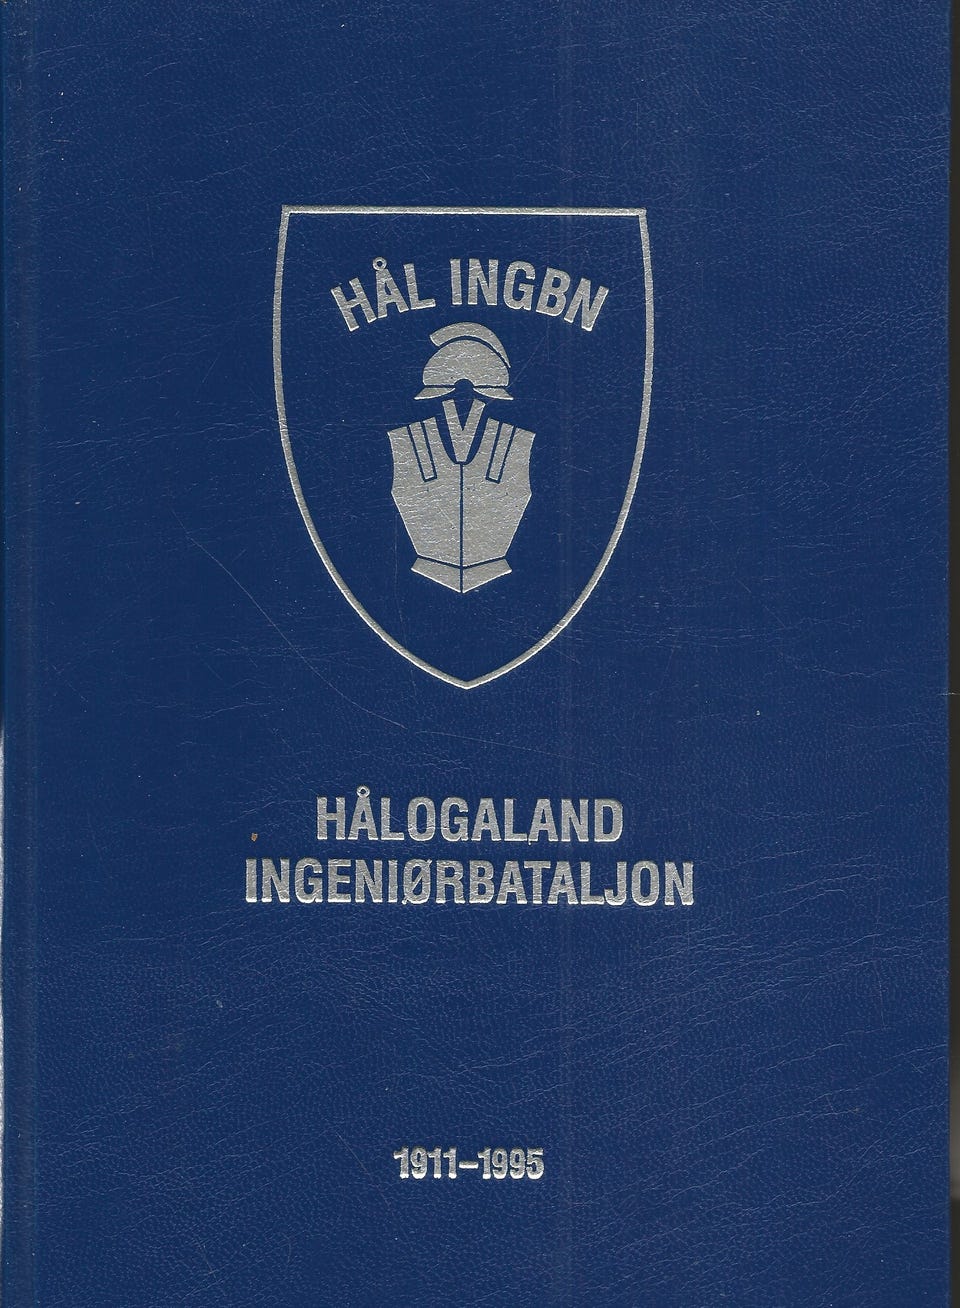 HÅL INGBN
HÅLOGALAND
INGENIØRBATALJON
1911–1995